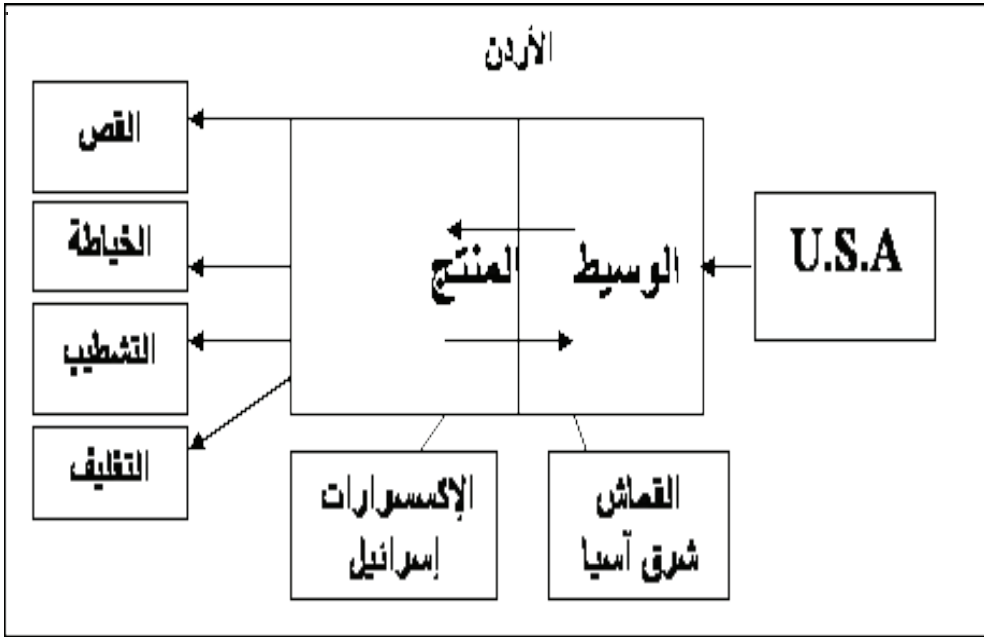 الأردن
القص
الخياطة
التشطيب
التغليف
المنتج
الوسيط
U.S.A
الإكسسوارات
إسرائيل
القماش
شرق آسيا